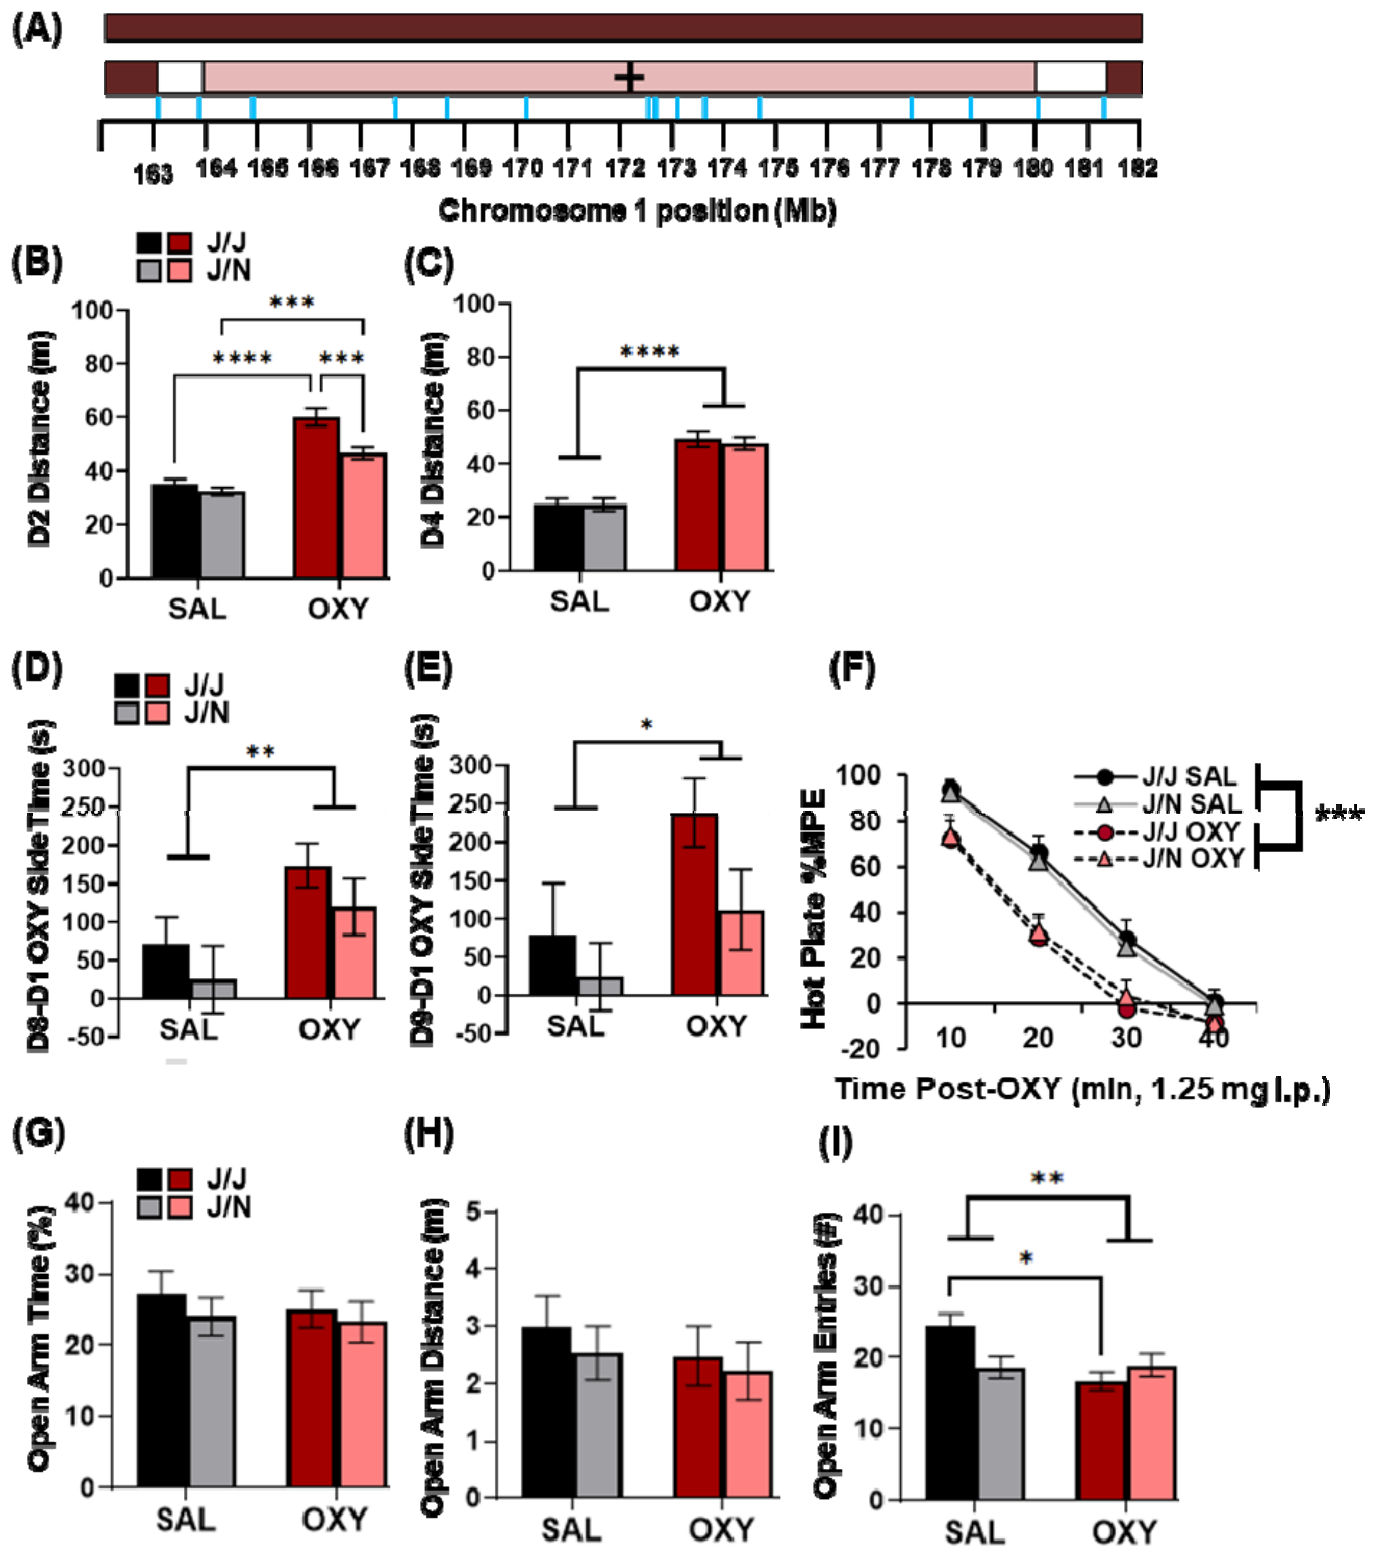 (A)
163 164 165 166 167 168 169 170 171 172 173 174 175 176 177 178 179 180 181 182
Chromosome 1 position (Mb)
(B)
J/J
J/N
D2 Distance (m)
100
80
60
40
20
0
***
**** ***
SAL OXY
(C)
D4 Distance (m)
100
80
60
40
20
0
****
SAL OXY
(D)
J/J
J/N
D8-D1 OXY Side Time (s)
300
250
200
150
100
50
0
-50
**
SAL OXY
(E)
D9-D1 OXY Side Time (s)
300
250
200
150
100
50
0
-50
*
SAL OXY
(F)
Hot Plate %MPE
100
80
60
40
20
0
-20
J/J SAL
J/N SAL
J/J OXY
J/N OXY
***
10 20 30 40
Time Post-OXY (min, 1.25 mg I.p.)
(G)
J/J
J/N
Open Arm Time (%)
40
30
20
10
0
SAL OXY
(H)
Open Arm Distance (m)
5
4
3
2
1
0
SAL OXY
(I)
Open Arm Entries (#)
40
30
20
10
0
**
*
SAL OXY